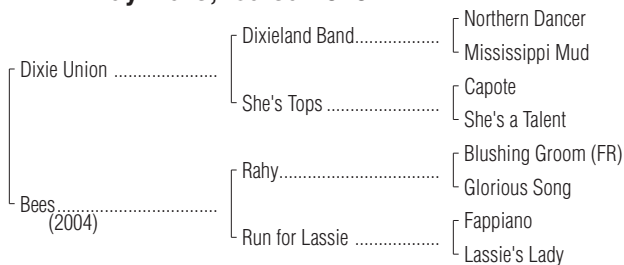 Northern Dancer
Dixieland Band
Mississippi Mud
Dixie Union
Capote
She's Tops
She's a Talent
Blushing Groom (FR)
Rahy
Glorious Song
Bees
(2004)
Fappiano
Run for Lassie
Lassie's Lady